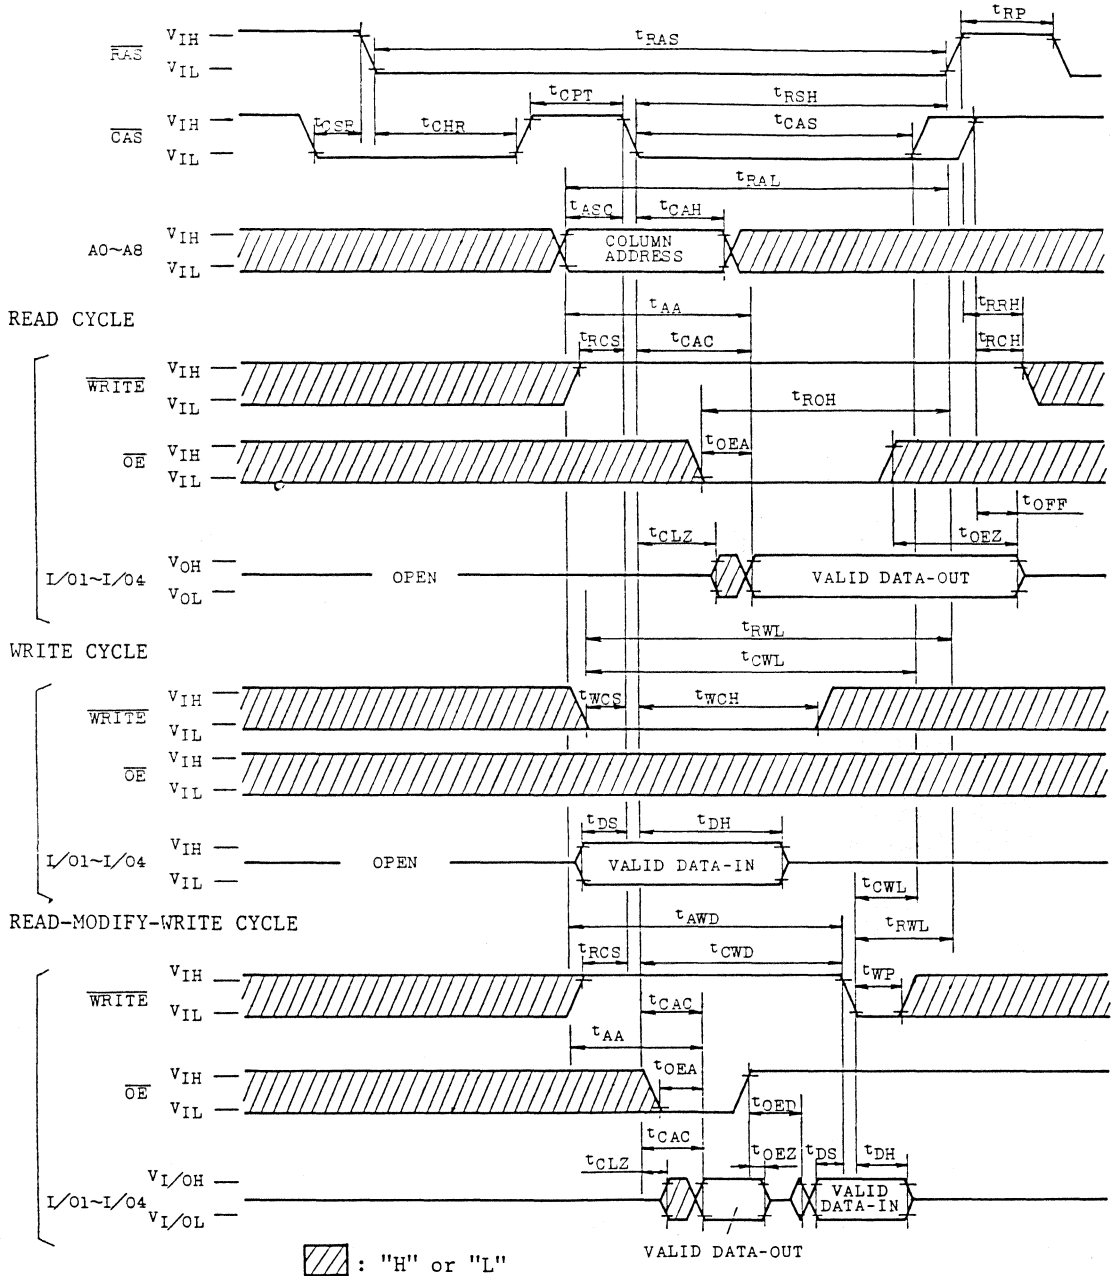 tRP
VIH
RAS
tRAS
VIL
tCPT
tRSH
VIH
tCSR
tCHR
tCAS
CAS
VIL
tRAL
tASC
tCAH
VIH
COLUMN
ADDRESS
A0~A8
VIL
tAA
tRRH
READ CYCLE
tRCS
tCAC
tRCH
VIH
WRITE
VIL
tROH
VIH
tOEA
OE
VIL
tOFF
tCLZ
tOEZ
VOH
I/O1~I/O4
OPEN
VALID DATA-OUT
VOL
tRWL
WRITE CYCLE
tCWL
VIH
tWCS
tWCH
WRITE
VIL
VIH
OE
VIL
tDS
tDH
VIH
I/O1~I/O4
OPEN
VALID DATA-IN
VIL
tCWL
READ-MODIFY-WRITE CYCLE
tAWD
tRWL
tRCS
tCWD
VIH
tWP
WRITE
tCAC
VIL
tAA
tOEA
VIH
OE
VIL
tOED
tCAC
tOEZ
tDS
tDH
tCLZ
VI/OH
I/O1~I/O4
VALID
DATA-IN
VI/OL
VALID DATA-OUT
: "H" or "L"